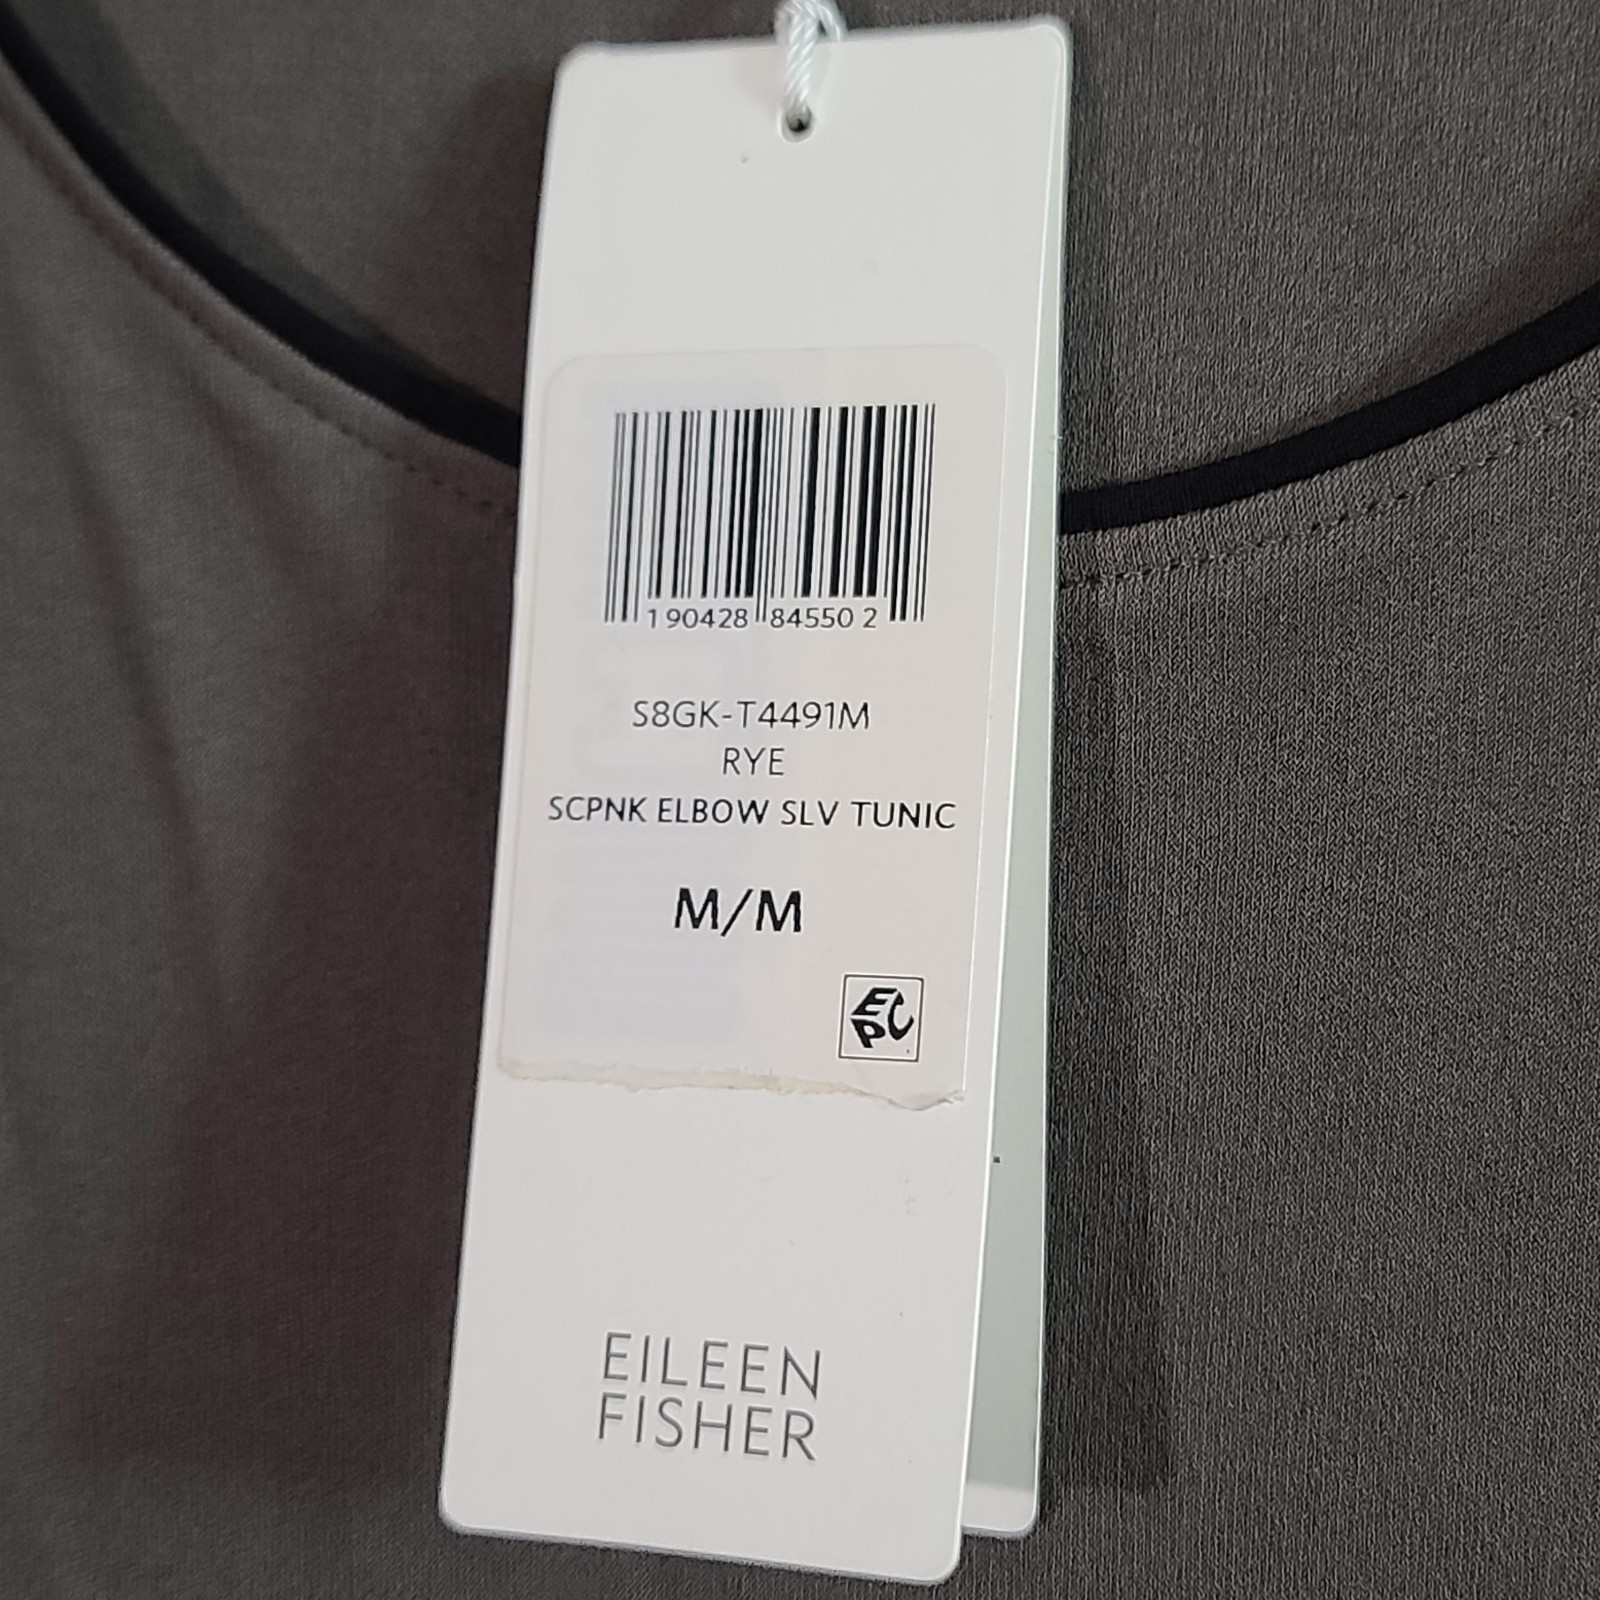 1 90428 84550 2
S8GK-T4491M
RYE
SCPNK ELBOW SLV TUNIC
M/M
EPC
EILEEN
FISHER